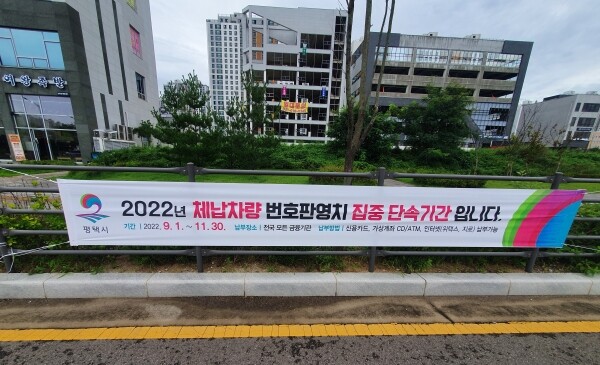 2022년 체납차량 번호판영치 집중 단속기간 입니다.
평택시
기간 | 2022. 9. 1. ~ 11. 30. 납부장소 | 전국 모든 금융기관 납부방법 | 신용카드, 가상계좌 CD/ATM, 인터넷(위택스, 지로) 납부가능